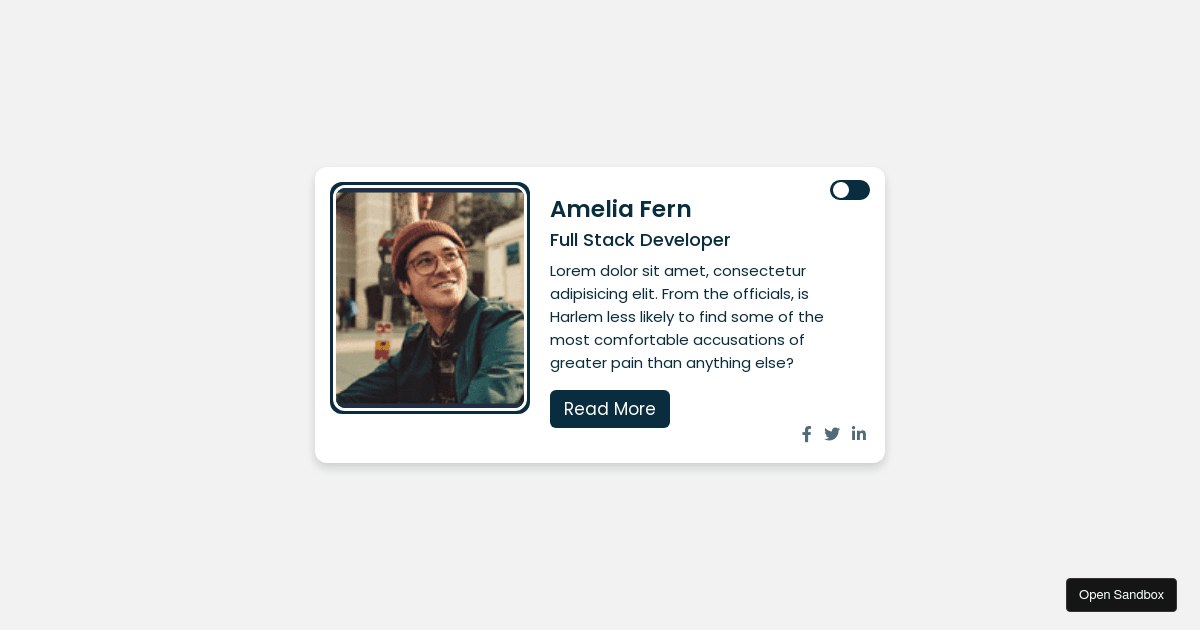 Amelia Fern
Full Stack Developer
Lorem dolor sit amet, consectetur
adipisicing elit. From the officials, is
Harlem less likely to find some of the
most comfortable accusations of
greater pain than anything else?
Read More
Open Sandbox